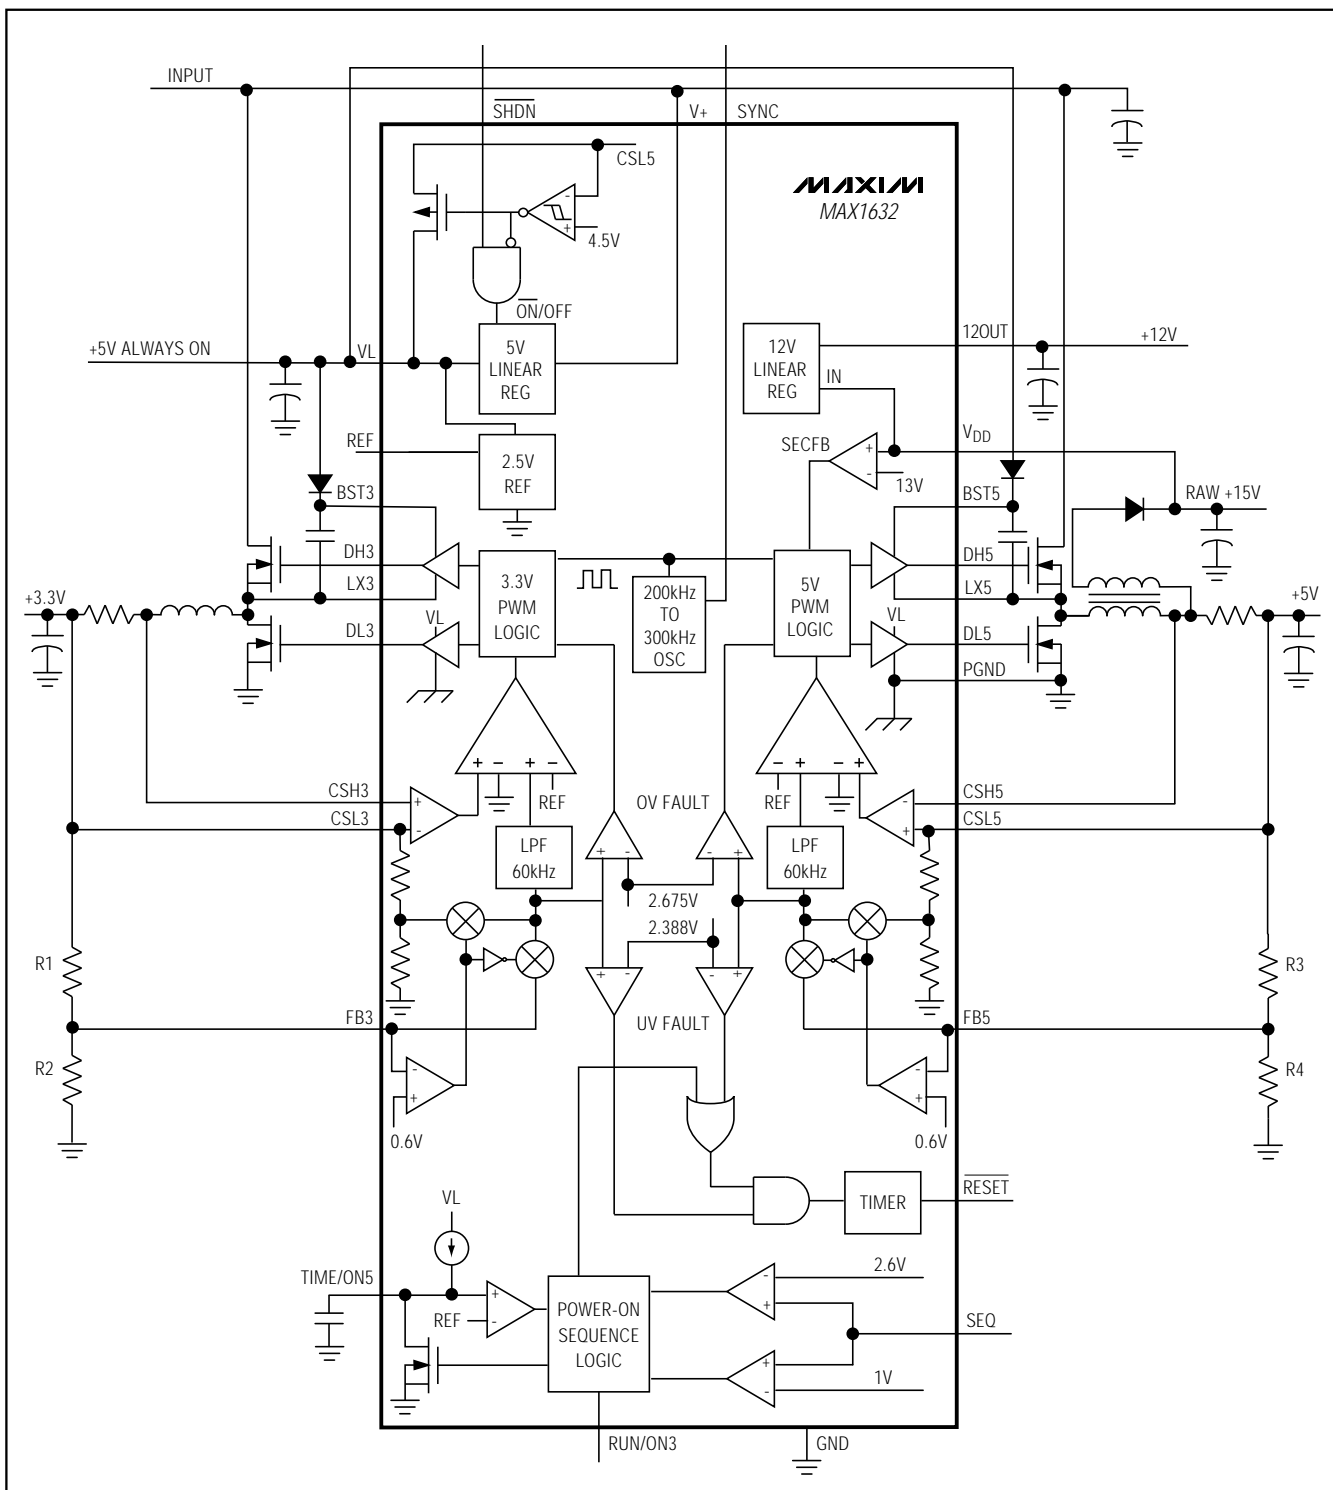 INPUT
SHDN
V+
SYNC
CSL5
MAXIM
MAX1632
-
+
4.5V
ON/OFF
+5V ALWAYS ON
VL
5V
LINEAR
REG
12V
LINEAR
REG
12OUT
+12V
IN
REF
2.5V
REF
SECFB
+
-
13V
VDD
BST3
BST5
RAW +15V
DH3
LX3
DL3
VL
3.3V
PWM
LOGIC
200kHz
TO
300kHz
OSC
5V
PWM
LOGIC
VL
DH5
LX5
DL5
PGND
+3.3V
+5V
+ - + -
REF
- + - +
REF
CSH3
CSL3
+
-
OV FAULT
CSH5
CSL5
-
+
LPF
60kHz
+ -
- +
LPF
60kHz
2.675V
2.388V
+ -
- +
UV FAULT
R1
R2
R3
R4
FB3
FB5
-
+
0.6V
-
+
0.6V
TIMER
RESET
VL
TIME/ON5
+
REF -
POWER-ON
SEQUENCE
LOGIC
-
+
2.6V
SEQ
+
-
1V
RUN/ON3
GND